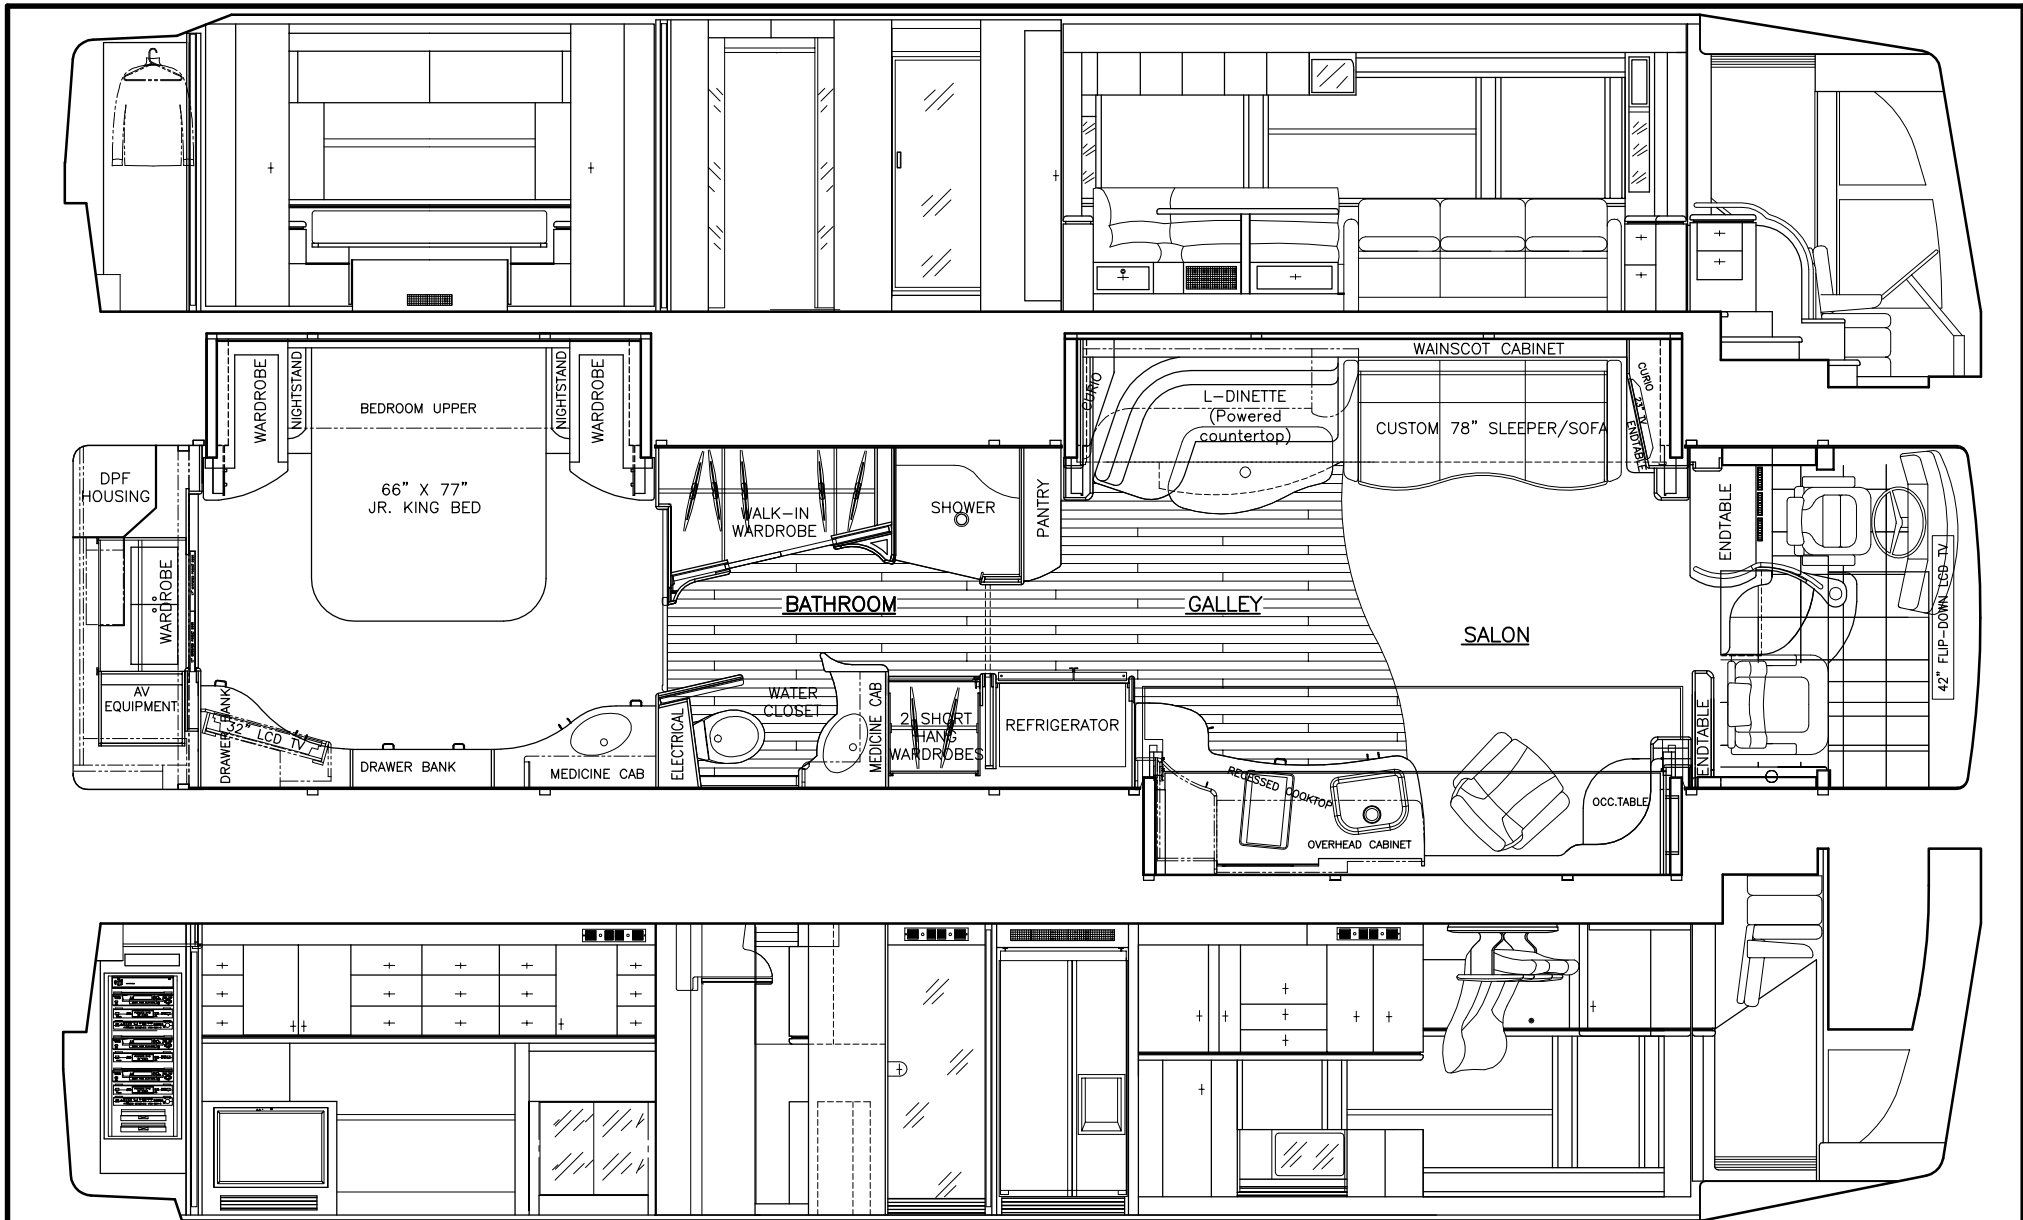 WAINSCOT CABINET
WARDROBE
NIGHTSTAND
BEDROOM UPPER
NIGHTSTAND
WARDROBE
CURIO
L-DINETTE
(Powered
countertop)
CUSTOM 78" SLEEPER/SOFA
CURIO
23" TV
ENDTABLE
DPF
HOUSING
66" X 77"
JR. KING BED
WALK-IN
WARDROBE
SHOWER
PANTRY
ENDTABLE
WARDROBE
BATHROOM
GALLEY
SALON
42" FLIP-DOWN LCD TV
AV
EQUIPMENT
DRAWER BANK
32" LCD TV
DRAWER BANK
MEDICINE CAB
ELECTRICAL
WATER
CLOSET
MEDICINE CAB
2 SHORT
HANG
WARDROBES
REFRIGERATOR
RECESSED COOKTOP
OVERHEAD CABINET
OCC.TABLE
ENDTABLE